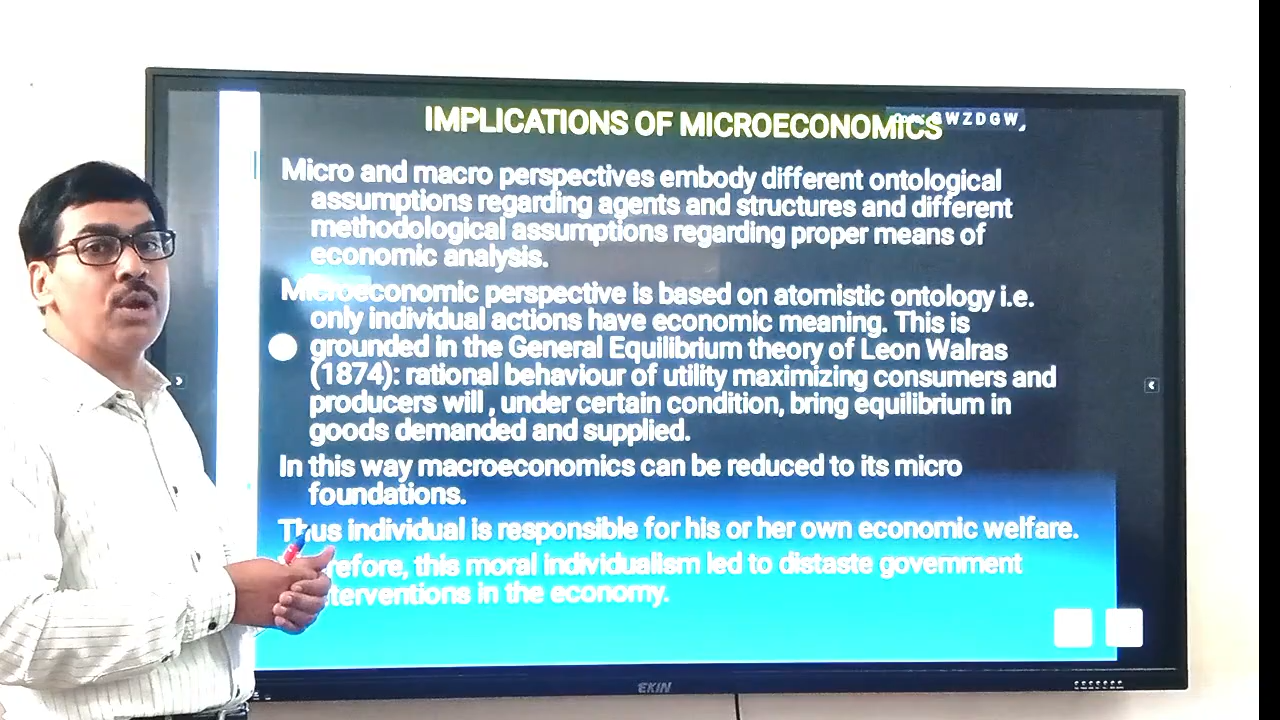 IMPLICATIONS OF MICROECONOMICS
GWZDGW
Micro and macro perspectives embody different ontological
assumptions regarding agents and structures and different
methodological assumptions regarding proper means of
economic analysis.
Microeconomic perspective is based on atomistic ontology i.e.
only individual actions have economic meaning. This is
grounded in the General Equilibrium theory of Leon Walras
(1874): rational behaviour of utility maximizing consumers and
producers will , under certain condition, bring equilibrium in
goods demanded and supplied.
In this way macroeconomics can be reduced to its micro
foundations.
Thus individual is responsible for his or her own economic welfare.
refore, this moral individualism led to distaste government
terventions in the economy.
EKIN